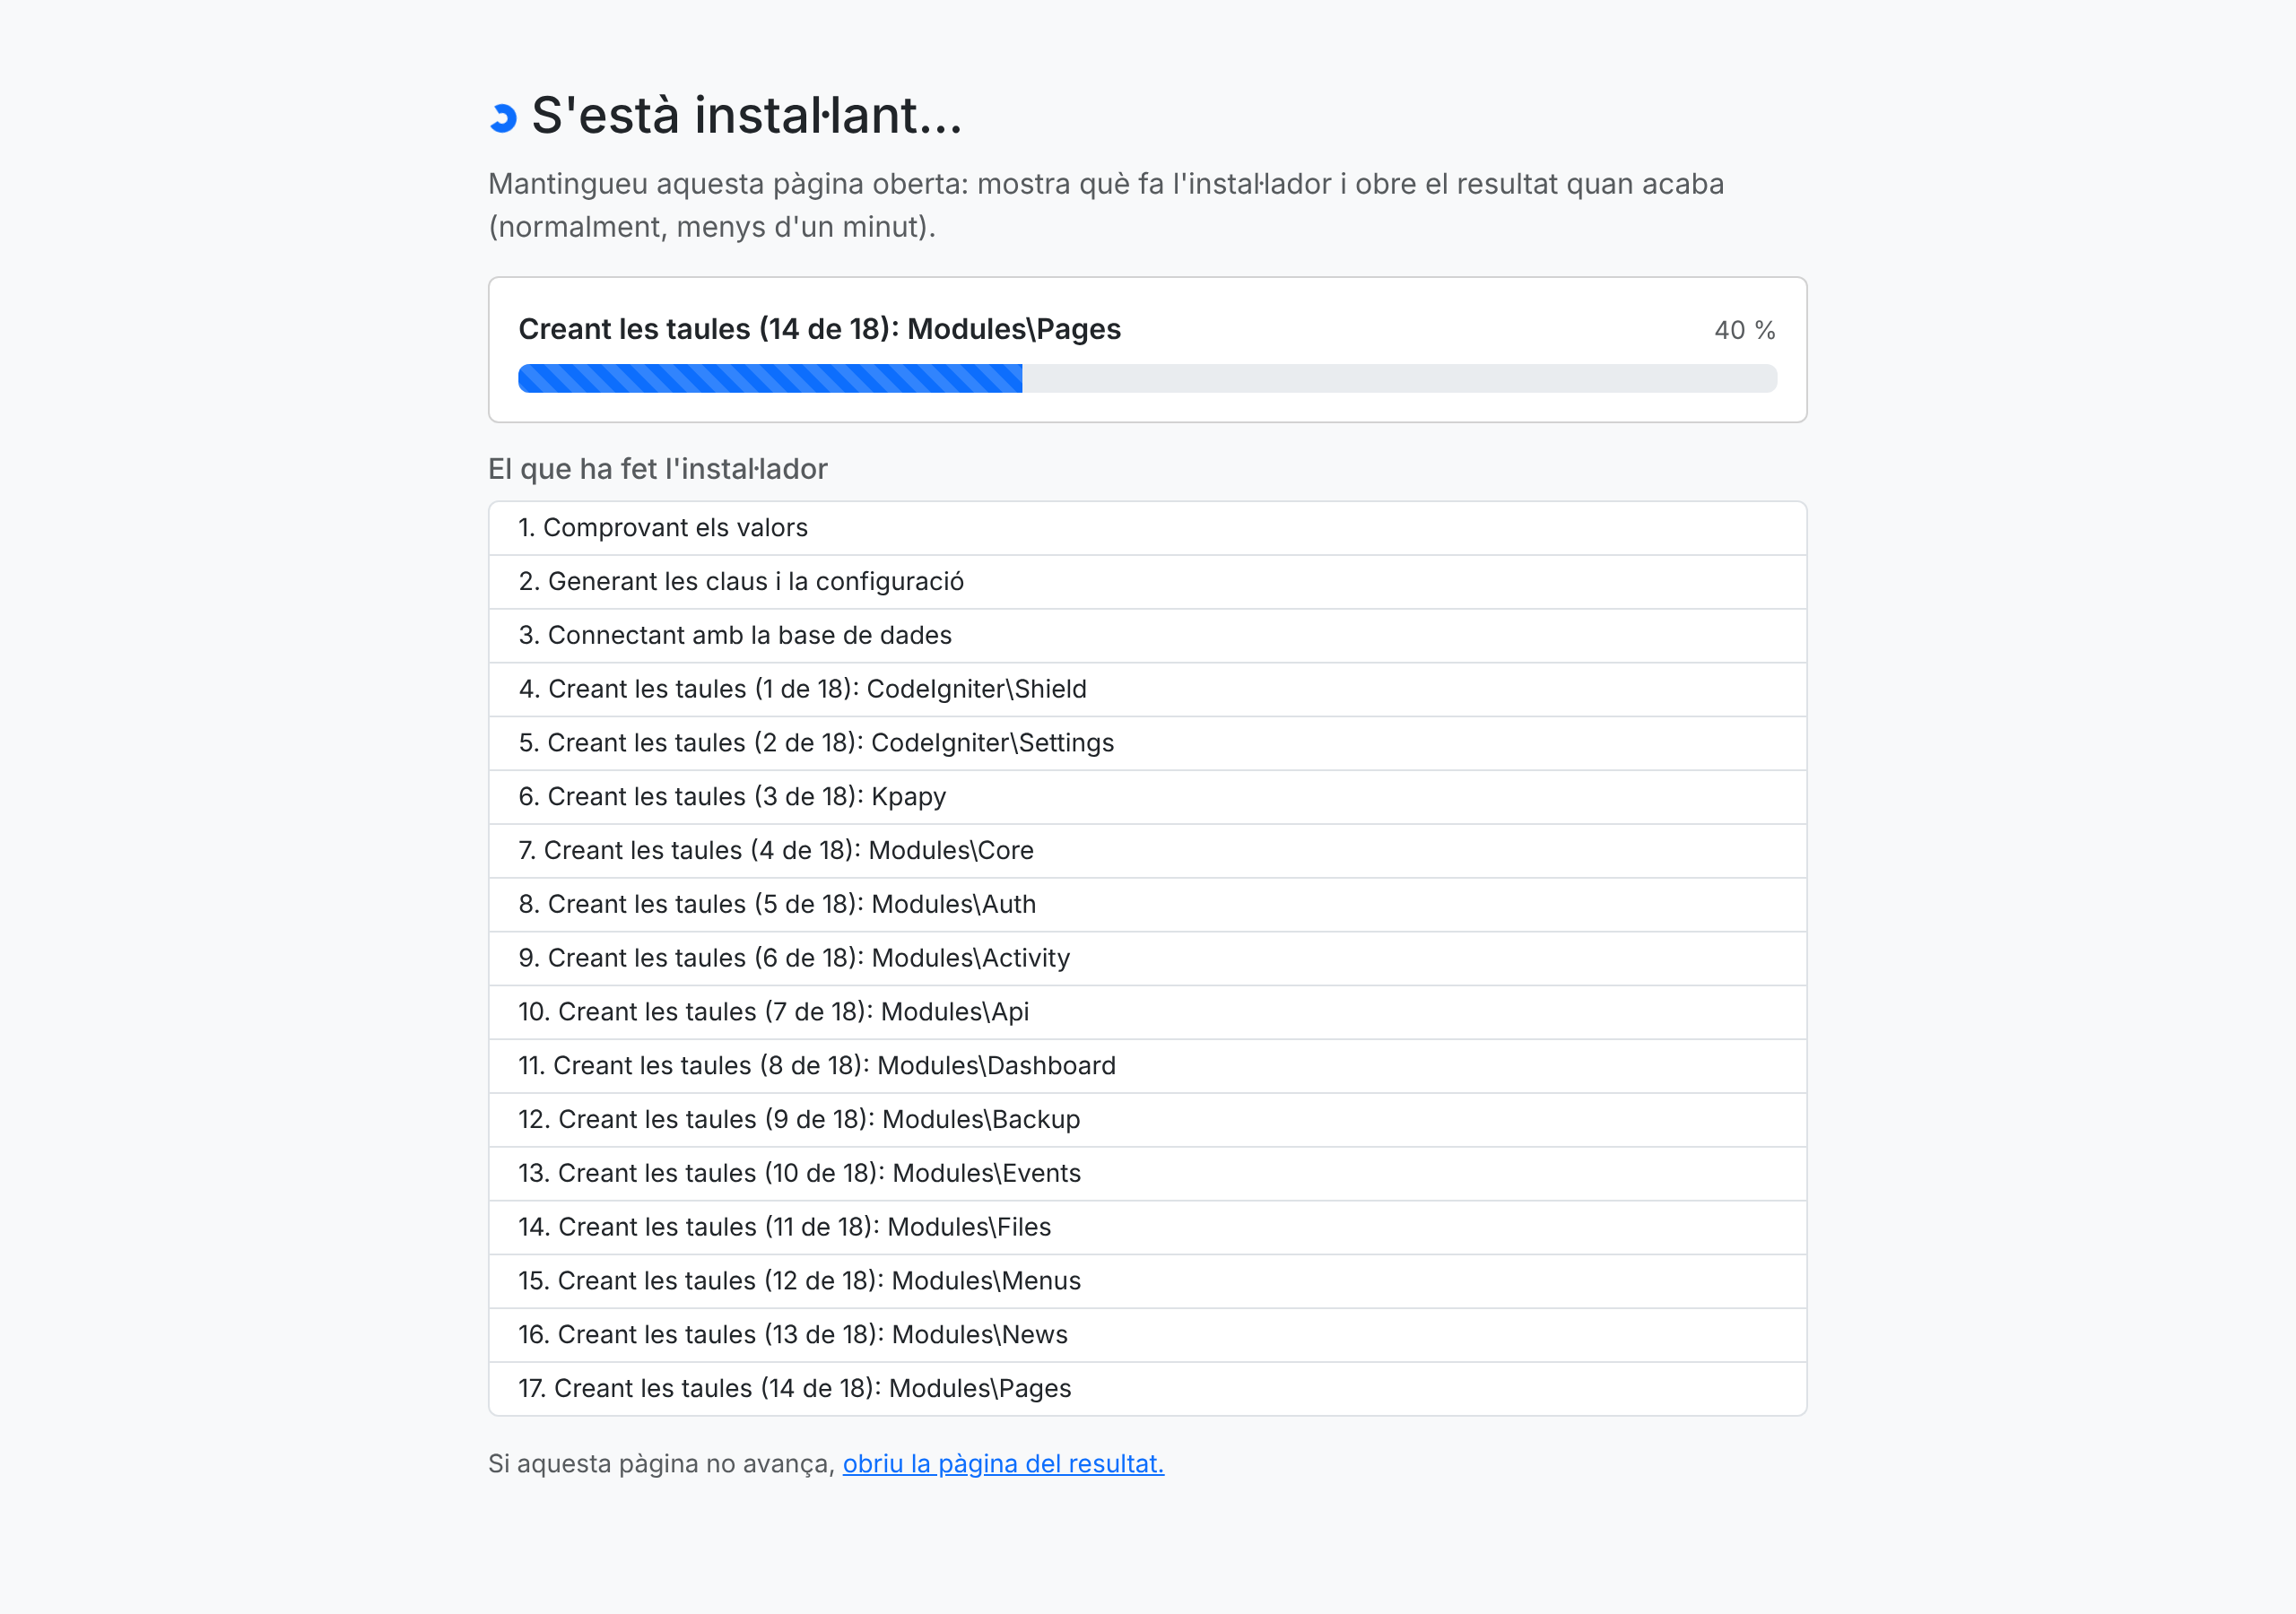 S'està instal·lant…
Mantingueu aquesta pàgina oberta: mostra què fa l'instal·lador i obre el resultat quan acaba
(normalment, menys d'un minut).
Creant les taules (14 de 18): Modules\Pages
40 %
El que ha fet l'instal·lador
1. Comprovant els valors
2. Generant les claus i la configuració
3. Connectant amb la base de dades
4. Creant les taules (1 de 18): CodeIgniter\Shield
5. Creant les taules (2 de 18): CodeIgniter\Settings
6. Creant les taules (3 de 18): Kpapy
7. Creant les taules (4 de 18): Modules\Core
8. Creant les taules (5 de 18): Modules\Auth
9. Creant les taules (6 de 18): Modules\Activity
10. Creant les taules (7 de 18): Modules\Api
11. Creant les taules (8 de 18): Modules\Dashboard
12. Creant les taules (9 de 18): Modules\Backup
13. Creant les taules (10 de 18): Modules\Events
14. Creant les taules (11 de 18): Modules\Files
15. Creant les taules (12 de 18): Modules\Menus
16. Creant les taules (13 de 18): Modules\News
17. Creant les taules (14 de 18): Modules\Pages
Si aquesta pàgina no avança, obriu la pàgina del resultat.